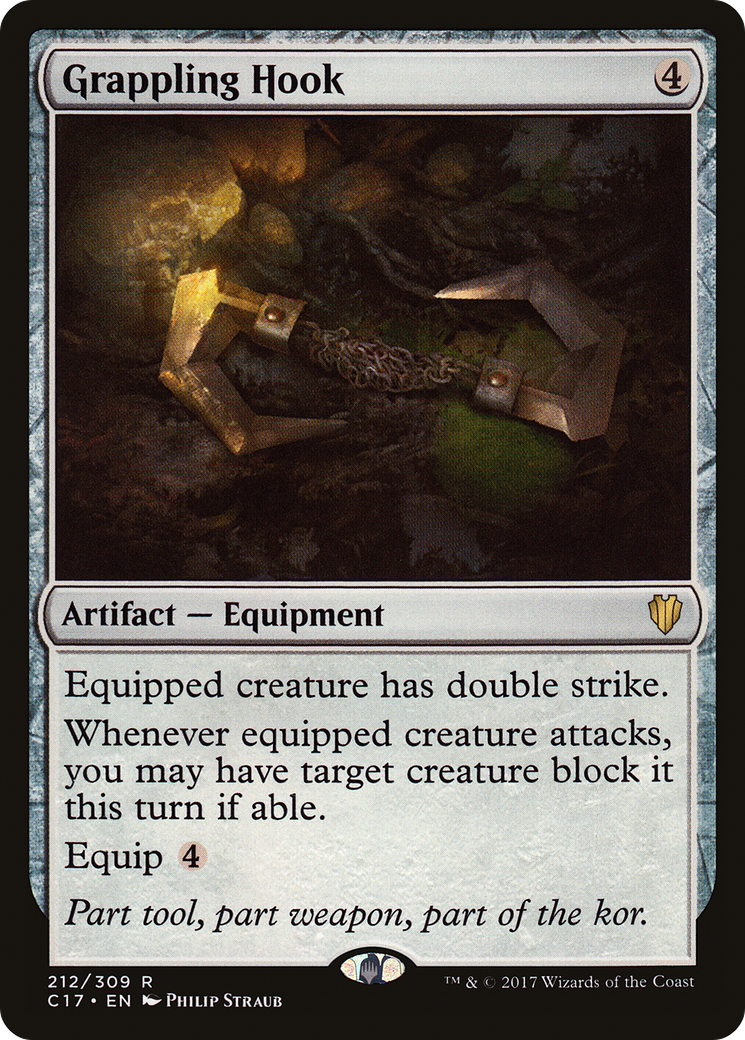 Grappling Hook 4
Artifact — Equipment
Equipped creature has double strike.
Whenever equipped creature attacks,
you may have target creature block it
this turn if able.
Equip 4
Part tool, part weapon, part of the kor.
212/309 R
™ & © 2017 Wizards of the Coast
C17 • EN Philip Straub